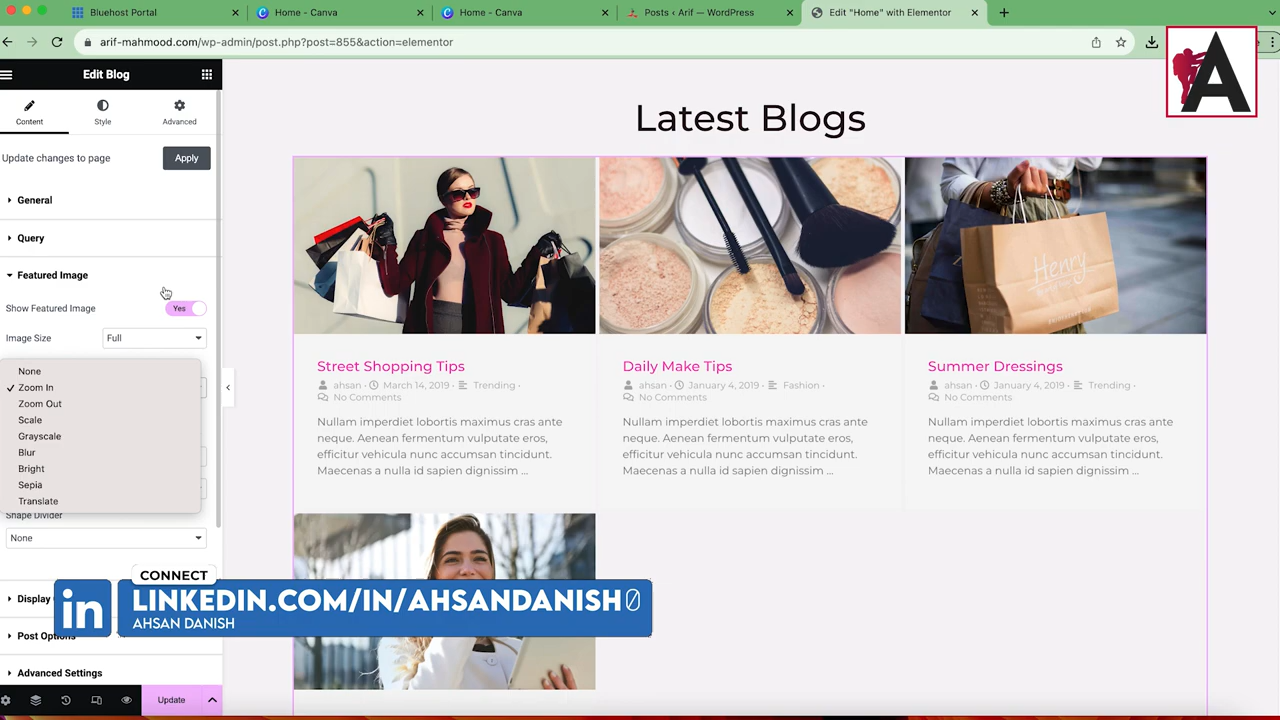 Bluehost Portal
Home - Canva
Home - Canva
Posts ‹ Arif — WordPress
Edit "Home" with Elementor
arif-mahmood.com/wp-admin/post.php?post=855&action=elementor
A
Edit Blog
Content
Style
Advanced
Update changes to page
Apply
General
Query
Featured Image
Show Featured Image
Yes
Image Size
Full
None
Zoom In
Zoom Out
Scale
Grayscale
Blur
Bright
Sepia
Translate
Shape Divider
None
Display
Post Options
Advanced Settings
Update
Latest Blogs
Henry
Street Shopping Tips
ahsan • March 14, 2019 • Trending •
No Comments
Nullam imperdiet lobortis maximus cras ante
neque. Aenean fermentum vulputate eros,
efficitur vehicula nunc accumsan tincidunt.
Maecenas a nulla id sapien dignissim ...
Daily Make Tips
ahsan • January 4, 2019 • Fashion •
No Comments
Nullam imperdiet lobortis maximus cras ante
neque. Aenean fermentum vulputate eros,
efficitur vehicula nunc accumsan tincidunt.
Maecenas a nulla id sapien dignissim ...
Summer Dressings
ahsan • January 4, 2019 • Trending •
No Comments
Nullam imperdiet lobortis maximus cras ante
neque. Aenean fermentum vulputate eros,
efficitur vehicula nunc accumsan tincidunt.
Maecenas a nulla id sapien dignissim ...
CONNECT
in
LINKEDIN.COM/IN/AHSANDANISH0
AHSAN DANISH